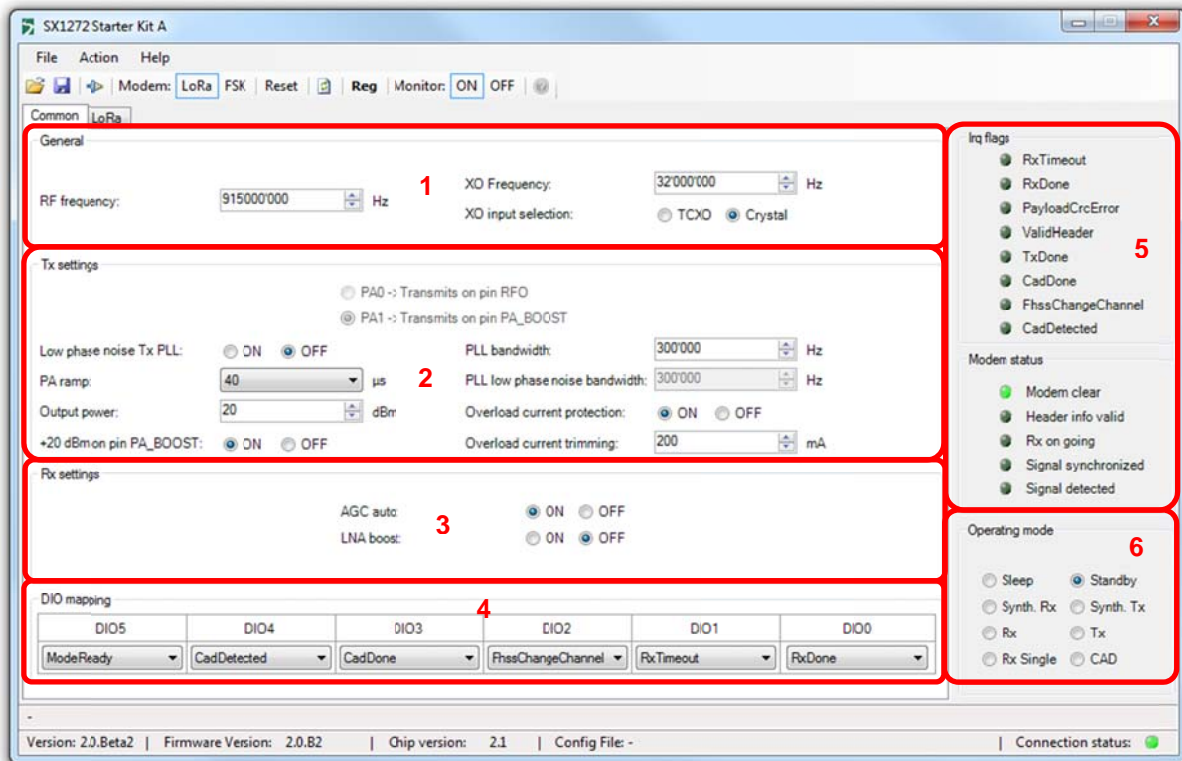 SX1272 Starter Kit A
File Action Help
Modem: LoRa FSK Reset Reg Monitor: ON OFF
Common LoRa
General
RF frequency: 915000'000 Hz
1
XO Frequency: 32'000'000 Hz
XO input selection: TCXO Crystal
Tx settings
PA0 -> Transmits on pin RFO
PA1 -> Transmits on pin PA_BOOST
Low phase noise Tx PLL: ON OFF
PLL bandwidth: 300'000 Hz
PA ramp: 40 µs
2
PLL low phase noise bandwidth: 300'000 Hz
Output power: 20 dBm
Overload current protection: ON OFF
+20 dBm on pin PA_BOOST: ON OFF
Overload current trimming: 200 mA
Rx settings
AGC auto: ON OFF
3
LNA boost: ON OFF
DIO mapping
4
DIO5 DIO4 DIO3 DIO2 DIO1 DIO0
ModeReady CadDetected CadDone FhssChangeChannel RxTimeout RxDone
Irq flags
RxTimeout
RxDone
PayloadCrcError
ValidHeader
5
TxDone
CadDone
FhssChangeChannel
CadDetected
Modem status
Modem clear
Header info valid
Rx on going
Signal synchronized
Signal detected
Operating mode
6
Sleep Standby
Synth. Rx Synth. Tx
Rx Tx
Rx Single CAD
-
Version: 2.0.Beta2 | Firmware Version: 2.0.B2 | Chip version: 2.1 | Config File: - | Connection status: